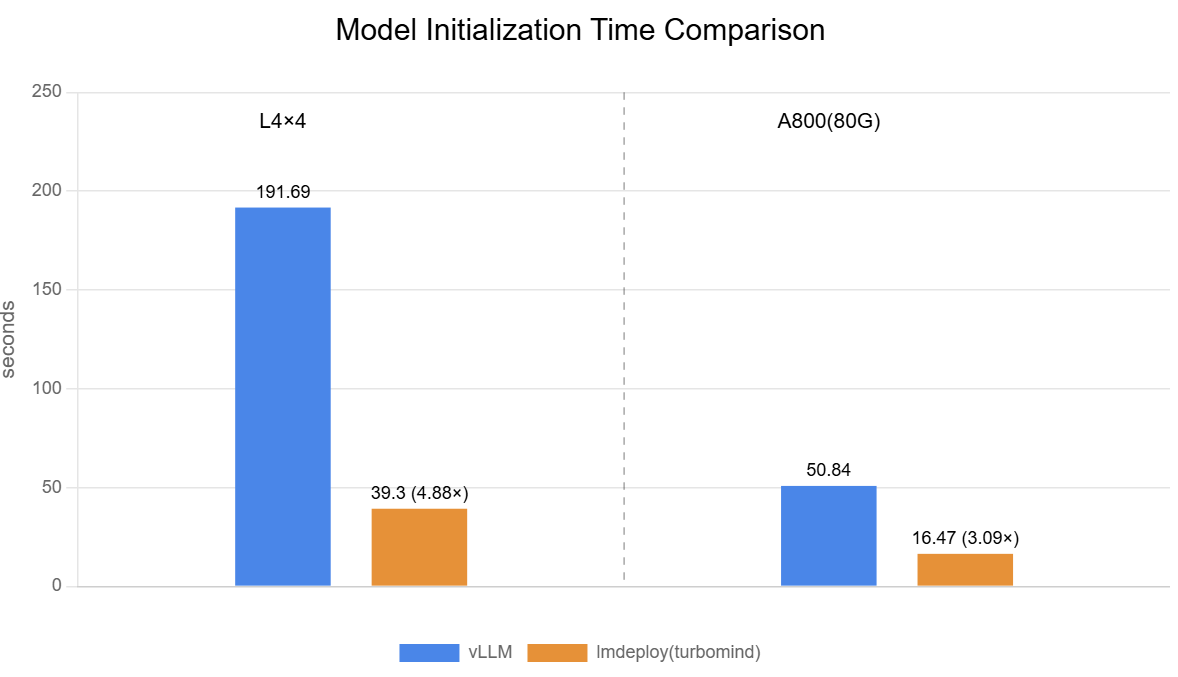 Model Initialization Time Comparison
250
L4×4
A800(80G)
200
191.69
150
seconds
100
50
50.84
39.3 (4.88×)
16.47 (3.09×)
0
vLLM
lmdeploy(turbomind)